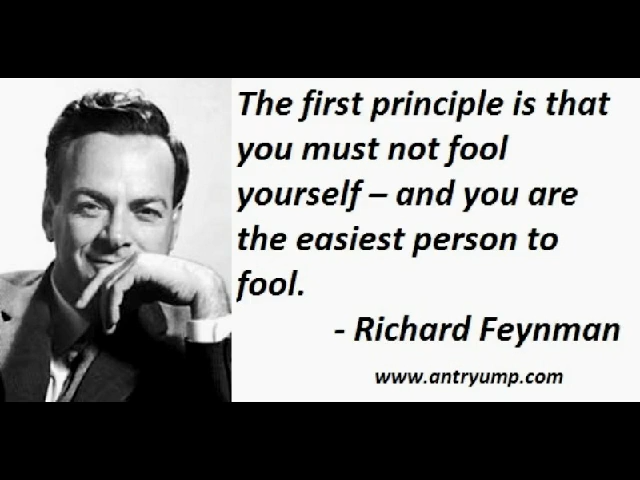 The first principle is that
you must not fool
yourself – and you are
the easiest person to
fool.
- Richard Feynman
www.antryump.com